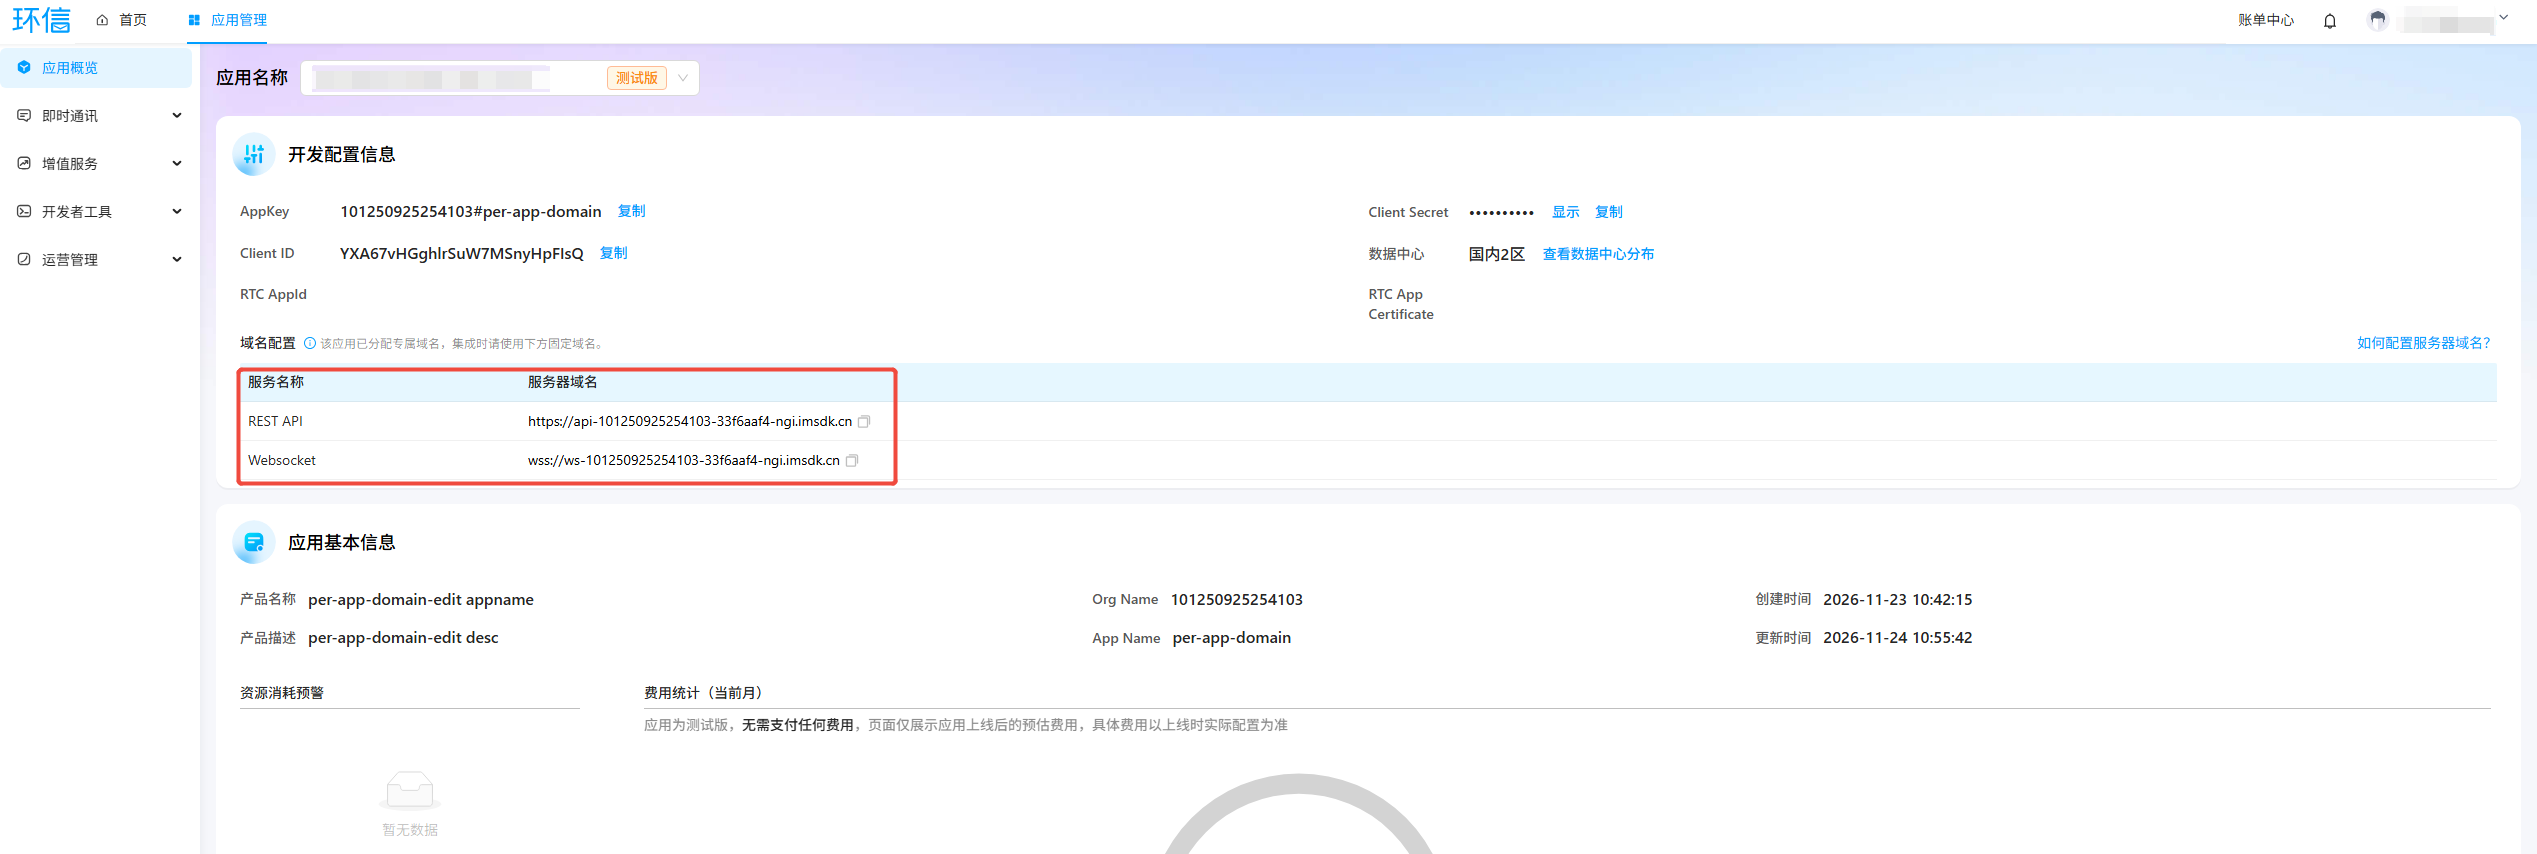 环信 首页 应用管理 账单中心
应用概览
即时通讯
增值服务
开发者工具
运营管理
应用名称 测试版
开发配置信息
AppKey 101250925254103#per-app-domain 复制
Client Secret •••••••••• 显示 复制
Client ID YXA67vHGghlrSuW7MSnyHpFIsQ 复制
数据中心 国内2区 查看数据中心分布
RTC AppId
RTC App
Certificate
域名配置 该应用已分配专属域名，集成时请使用下方固定域名。 如何配置服务器域名?
服务名称 服务器域名
REST API https://api-101250925254103-33f6aaf4-ngi.imsdk.cn
Websocket wss://ws-101250925254103-33f6aaf4-ngi.imsdk.cn
应用基本信息
产品名称 per-app-domain-edit appname Org Name 101250925254103 创建时间 2026-11-23 10:42:15
产品描述 per-app-domain-edit desc App Name per-app-domain 更新时间 2026-11-24 10:55:42
资源消耗预警 费用统计（当前月）
应用为测试版，无需支付任何费用，页面仅展示应用上线后的预估费用，具体费用以上线时实际配置为准
暂无数据